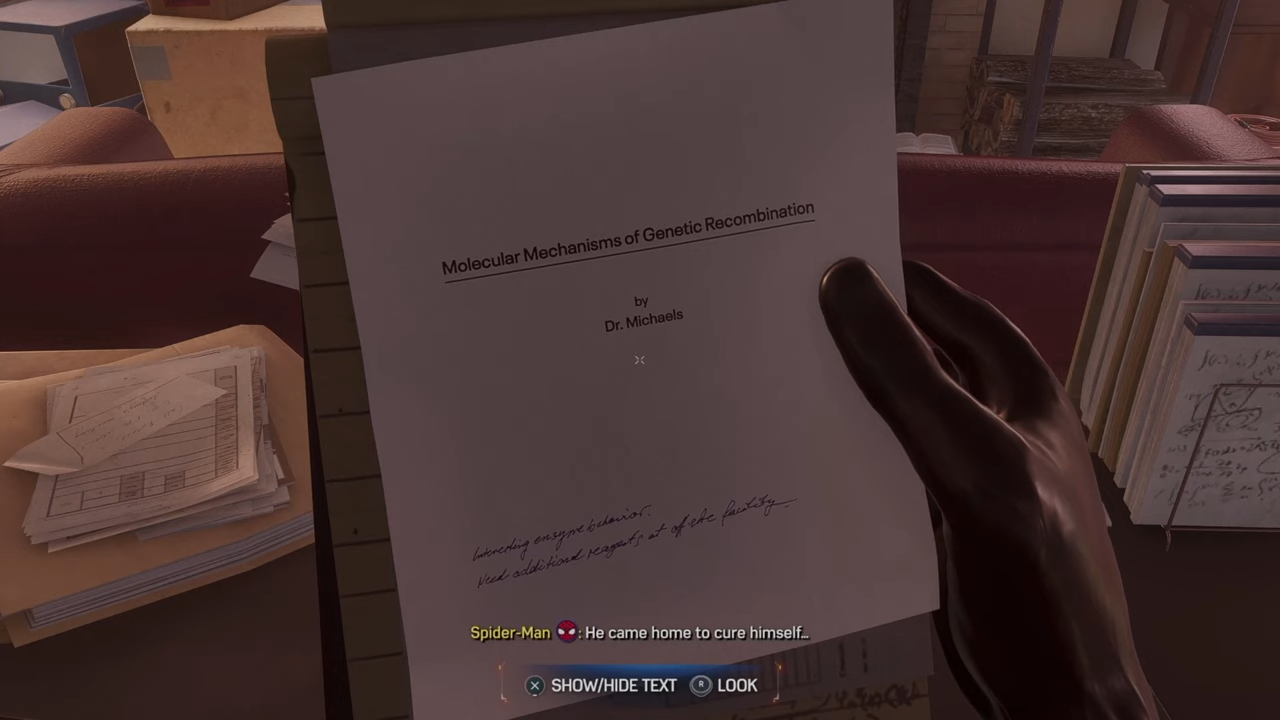 Molecular Mechanisms of Genetic Recombination
by
Dr. Michaels
Interesting enzyme behavior.
Need additional reagents at off site facility.
Spider-Man : He came home to cure himself...
SHOW/HIDE TEXT R LOOK